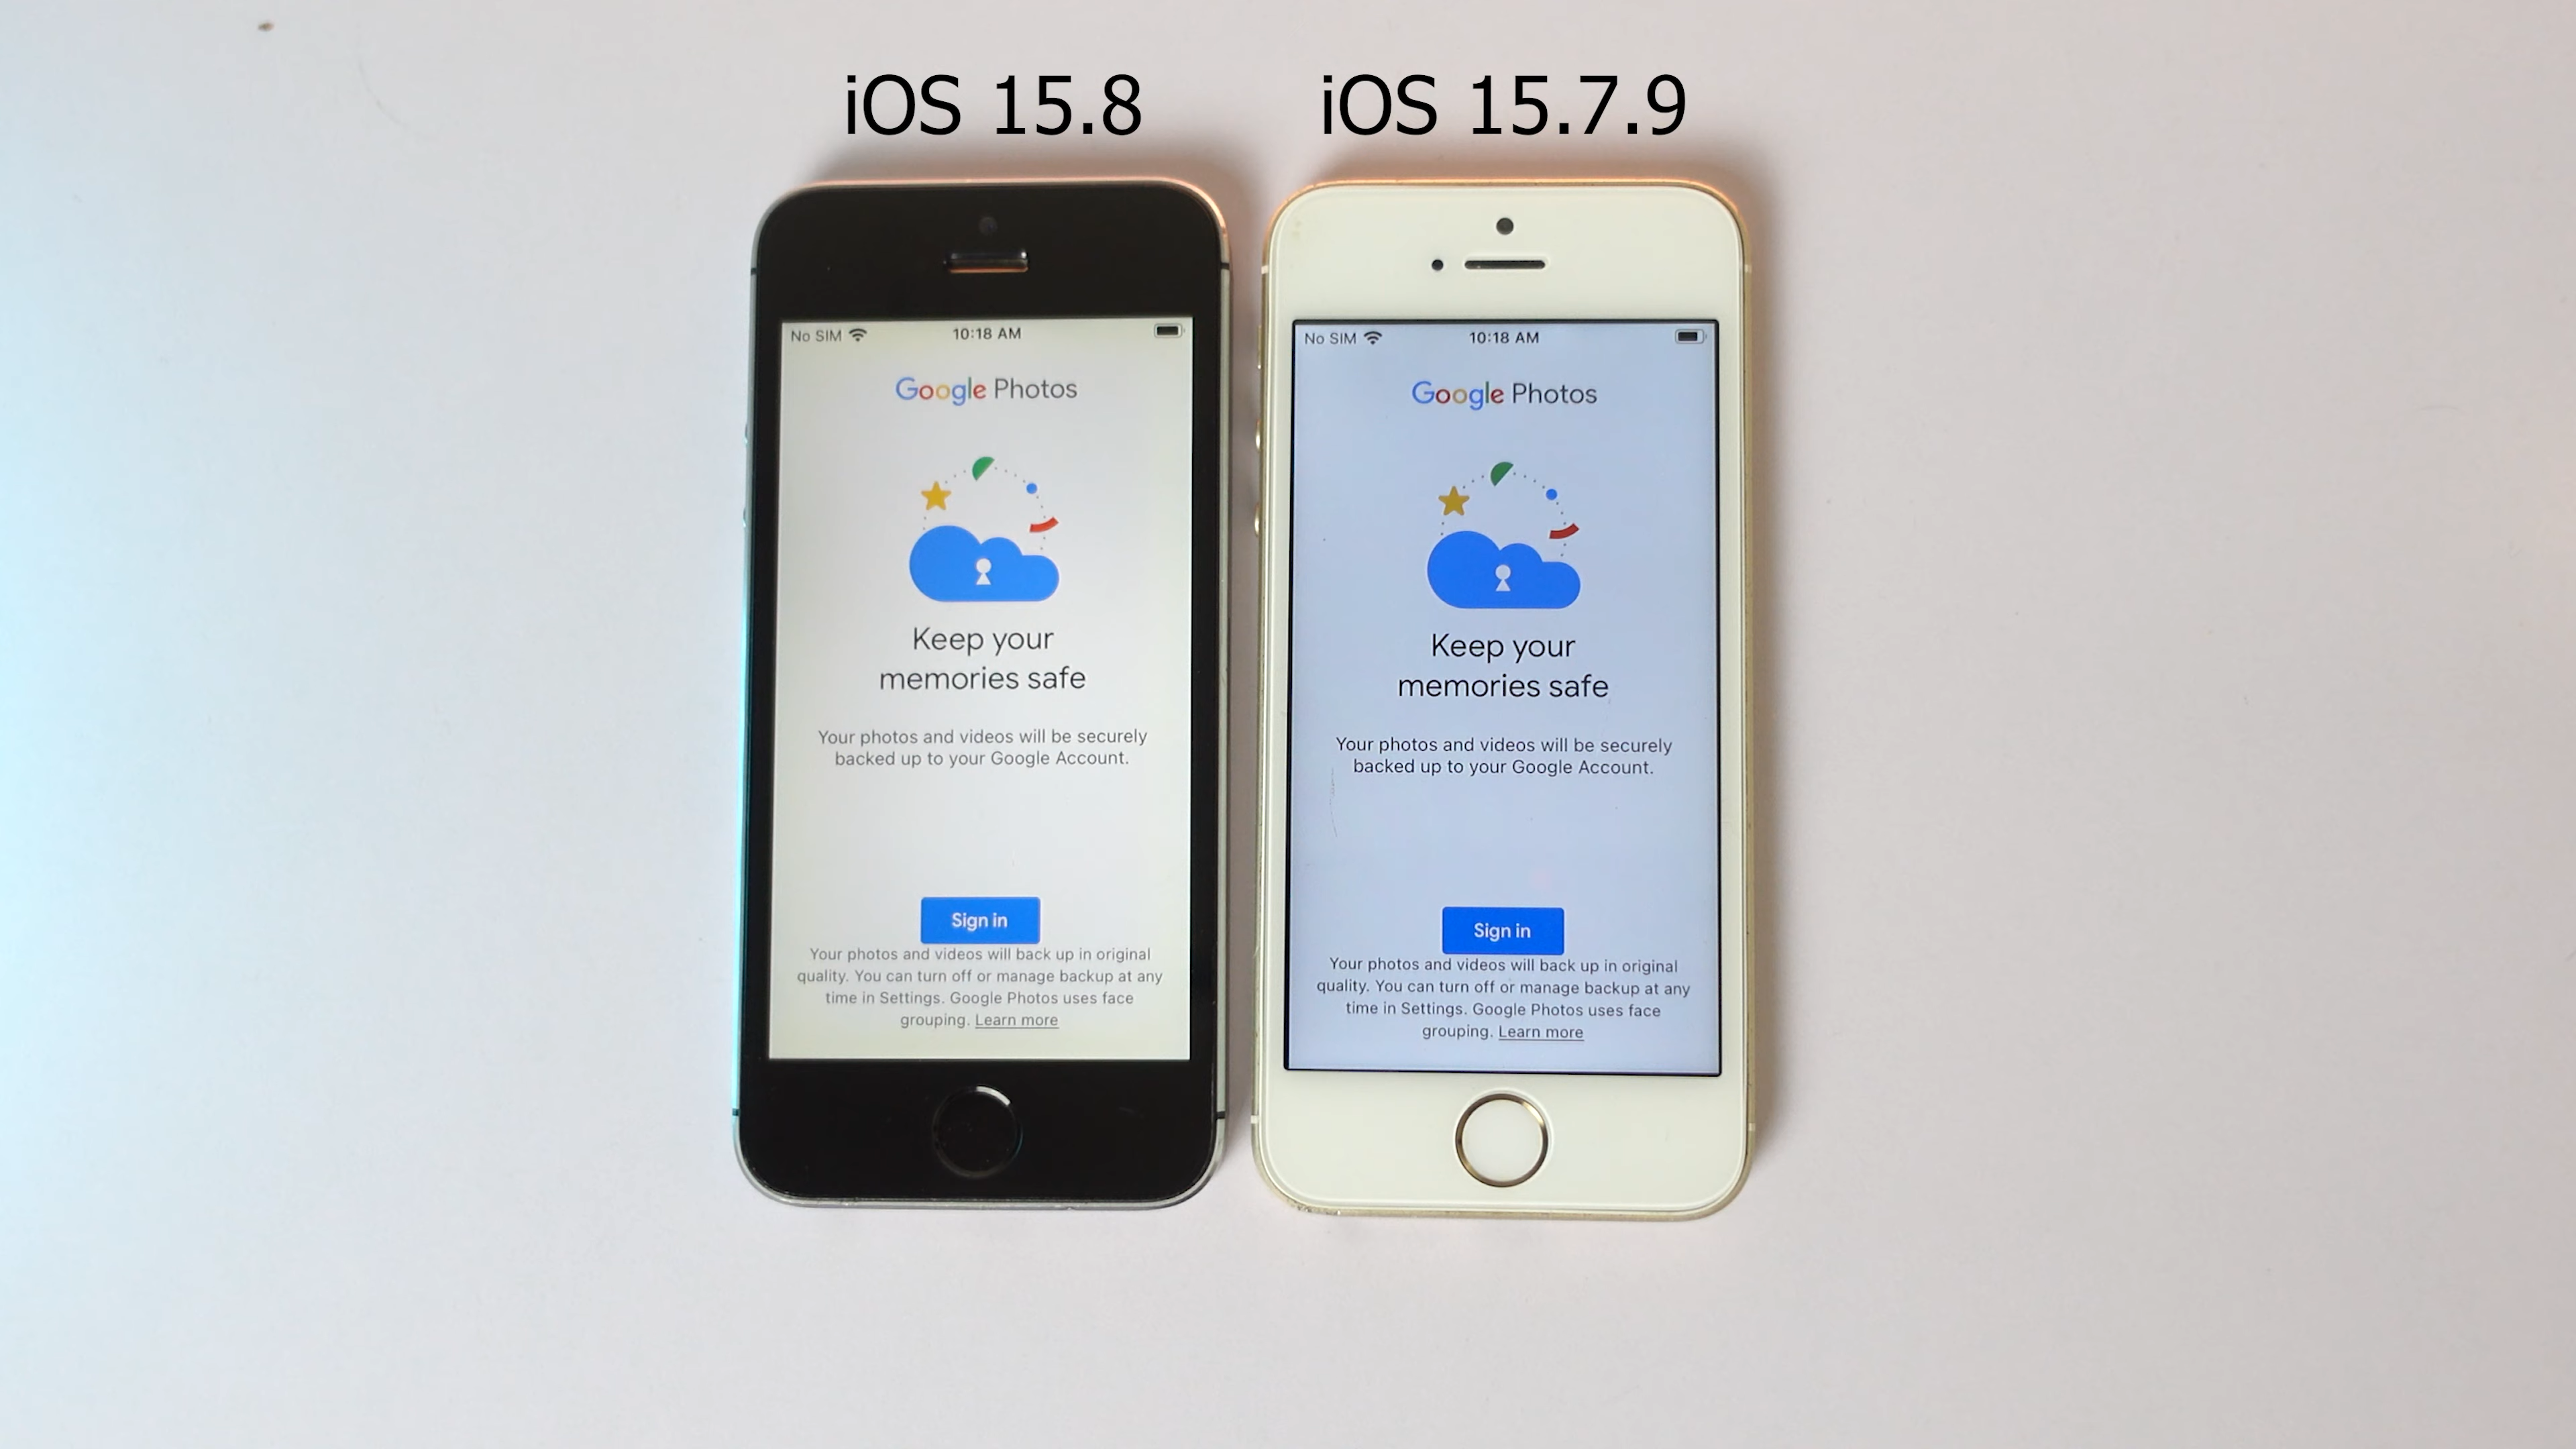 iOS 15.8
No SIM 10:18 AM
Google Photos
Keep your
memories safe
Your photos and videos will be securely
backed up to your Google Account.
Sign in
Your photos and videos will back up in original
quality. You can turn off or manage backup at any
time in Settings. Google Photos uses face
grouping. Learn more
iOS 15.7.9
No SIM 10:18 AM
Google Photos
Keep your
memories safe
Your photos and videos will be securely
backed up to your Google Account.
Sign in
Your photos and videos will back up in original
quality. You can turn off or manage backup at any
time in Settings. Google Photos uses face
grouping. Learn more